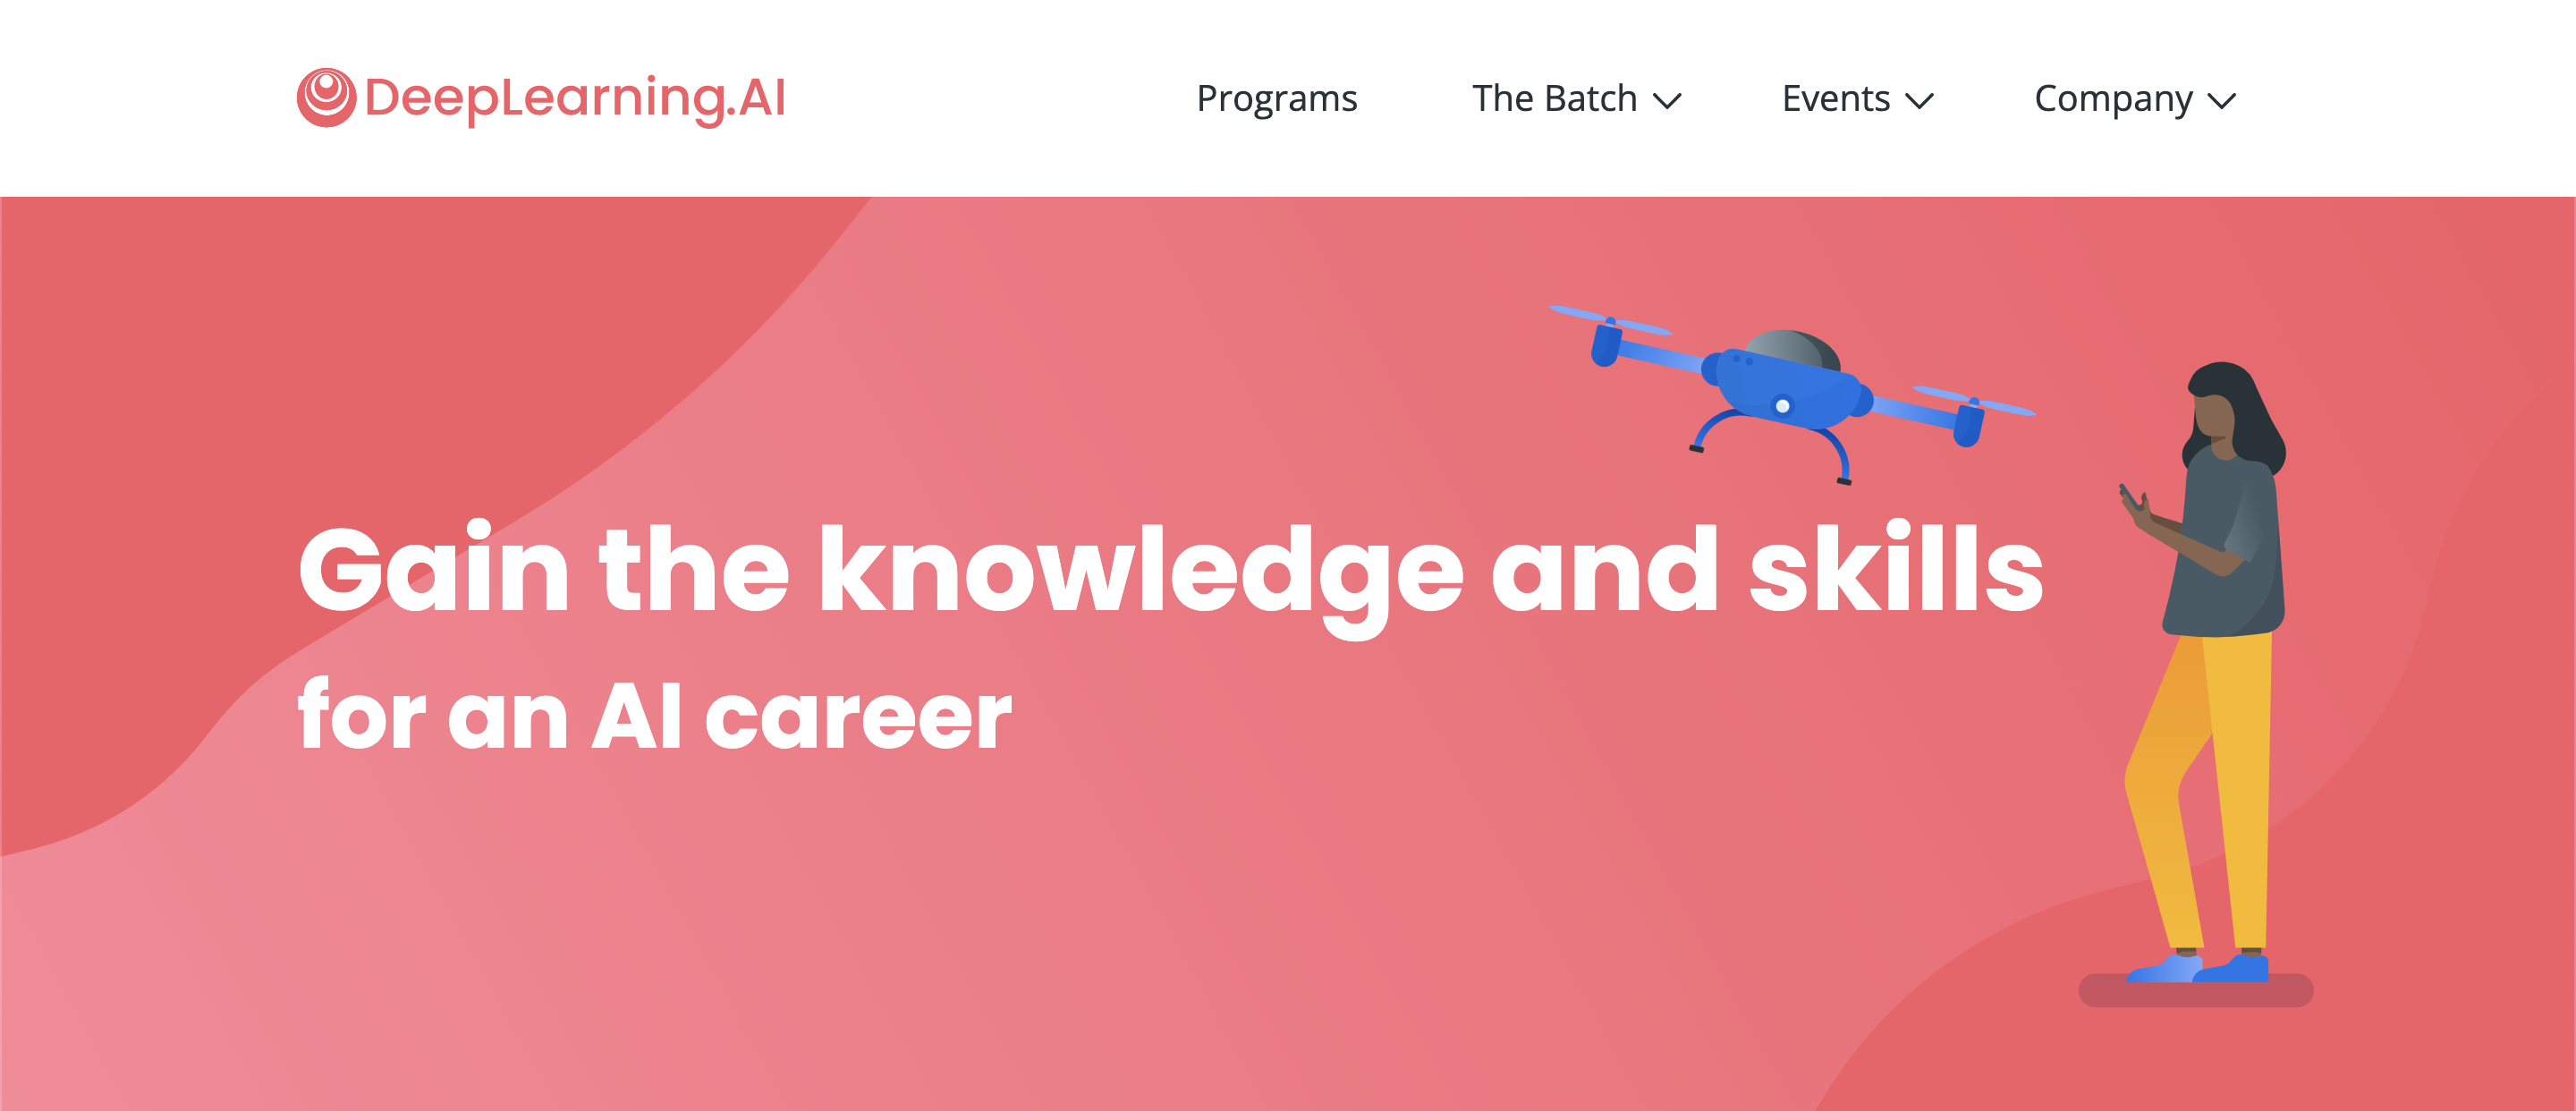 DeepLearning.AI Programs The Batch Events Company
Gain the knowledge and skills
for an AI career